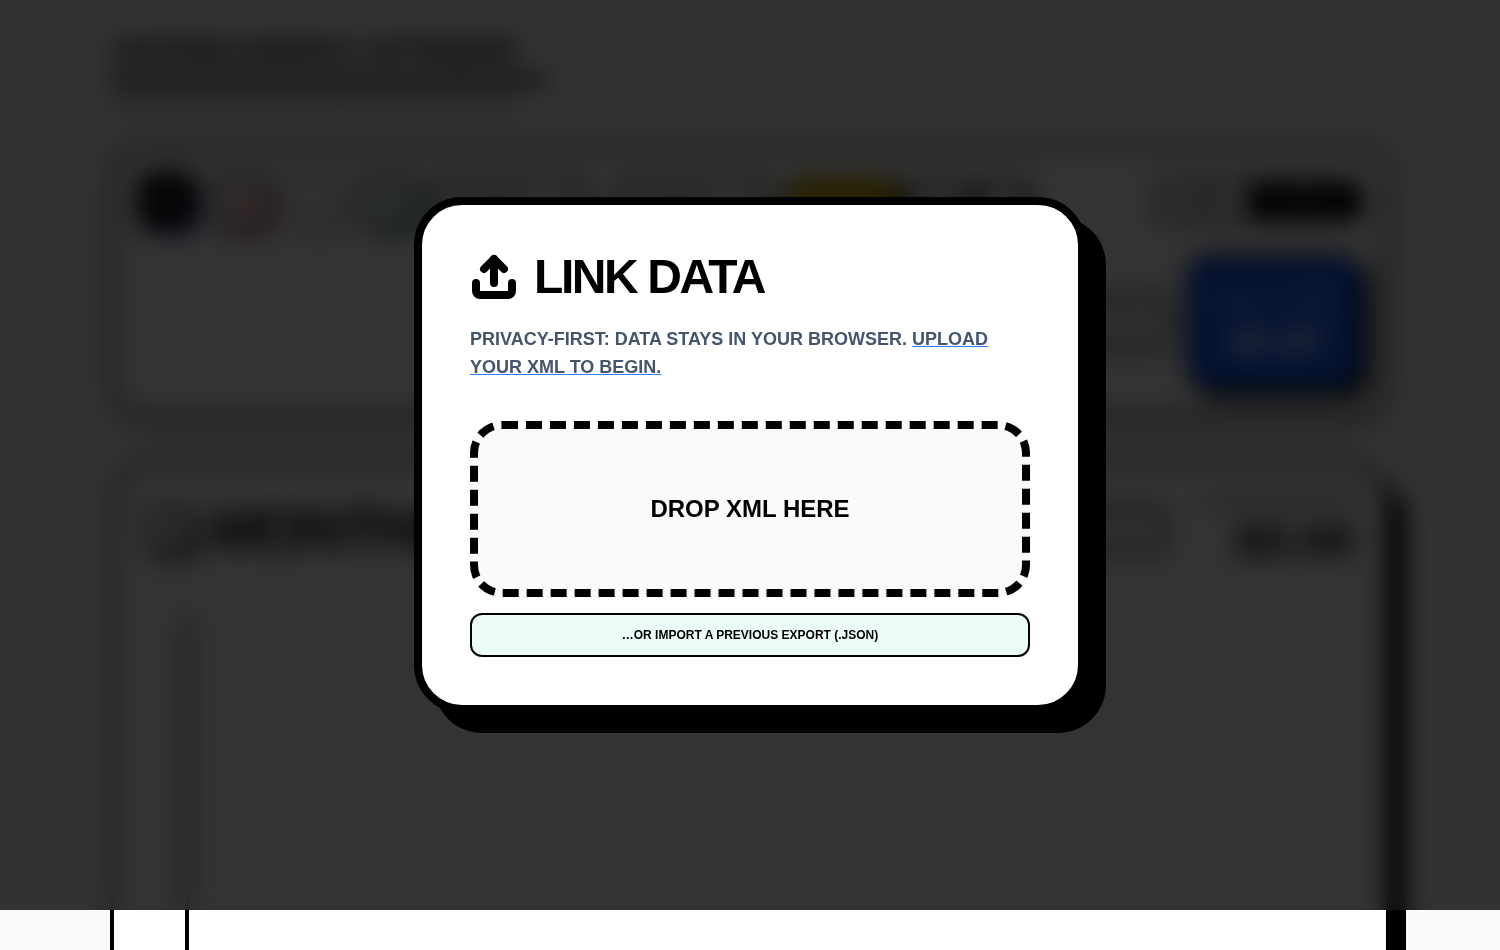 LINK DATA
PRIVACY-FIRST: DATA STAYS IN YOUR BROWSER. UPLOAD
YOUR XML TO BEGIN.
DROP XML HERE
...OR IMPORT A PREVIOUS EXPORT (.JSON)